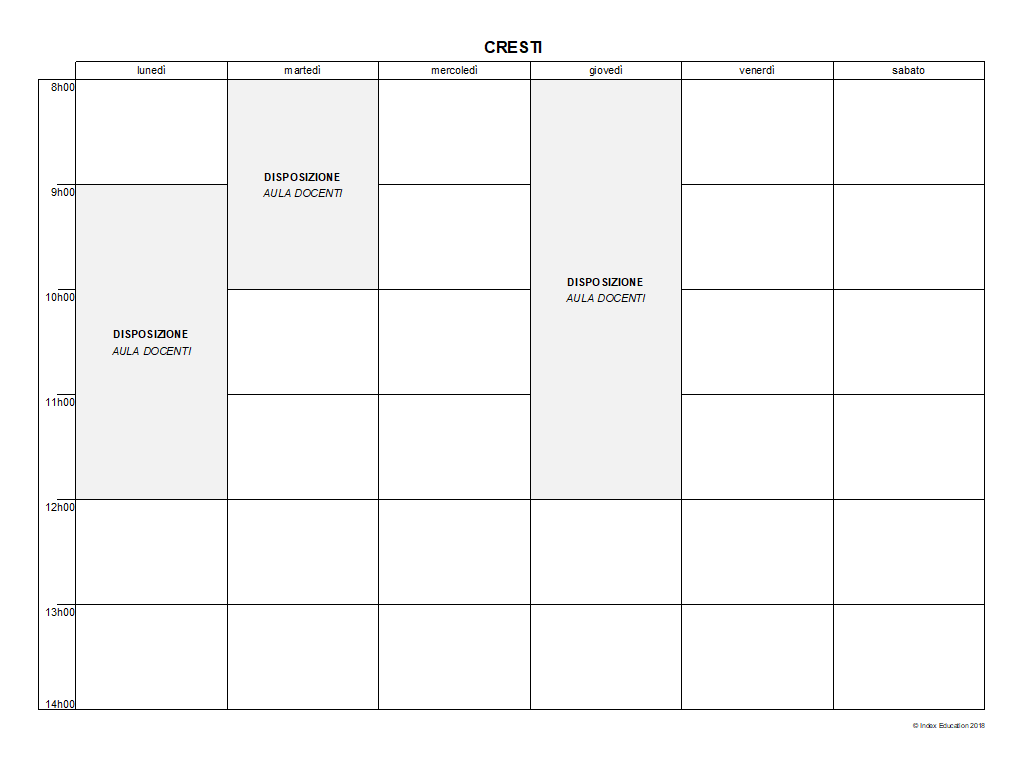 CRESTI
lunedì martedì mercoledì giovedì venerdì sabato
8h00
DISPOSIZIONE
AULA DOCENTI
9h00
DISPOSIZIONE
AULA DOCENTI
10h00
DISPOSIZIONE
AULA DOCENTI
11h00
12h00
13h00
14h00
© Index Education 2018